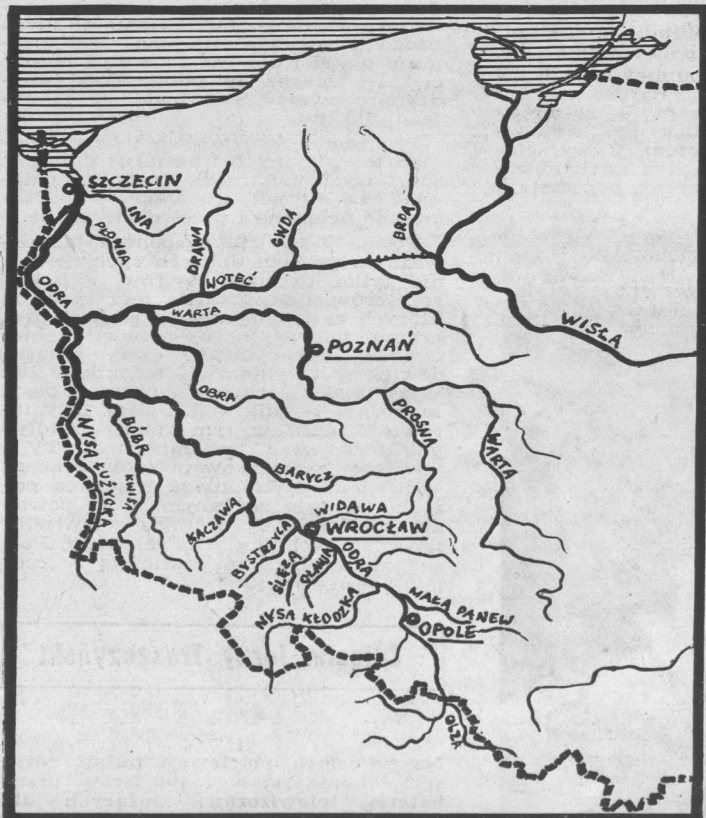 SZCZECIN
INA
PŁONIA
DRAWA
GWDA
BRDA
ODRA
NOTEĆ
WARTA
WISŁA
POZNAŃ
OBRA
PROSNA
WARTA
NYSA ŁUŻYCKA
BÓBR
KWISA
BARYCZ
KACZAWA
WIDAWA
WROCŁAW
BYSTRZYCA
ŚLĘZA
OŁAWA
ODRA
NYSA KŁODZKA
MAŁA PANEW
OPOLE
OLZA